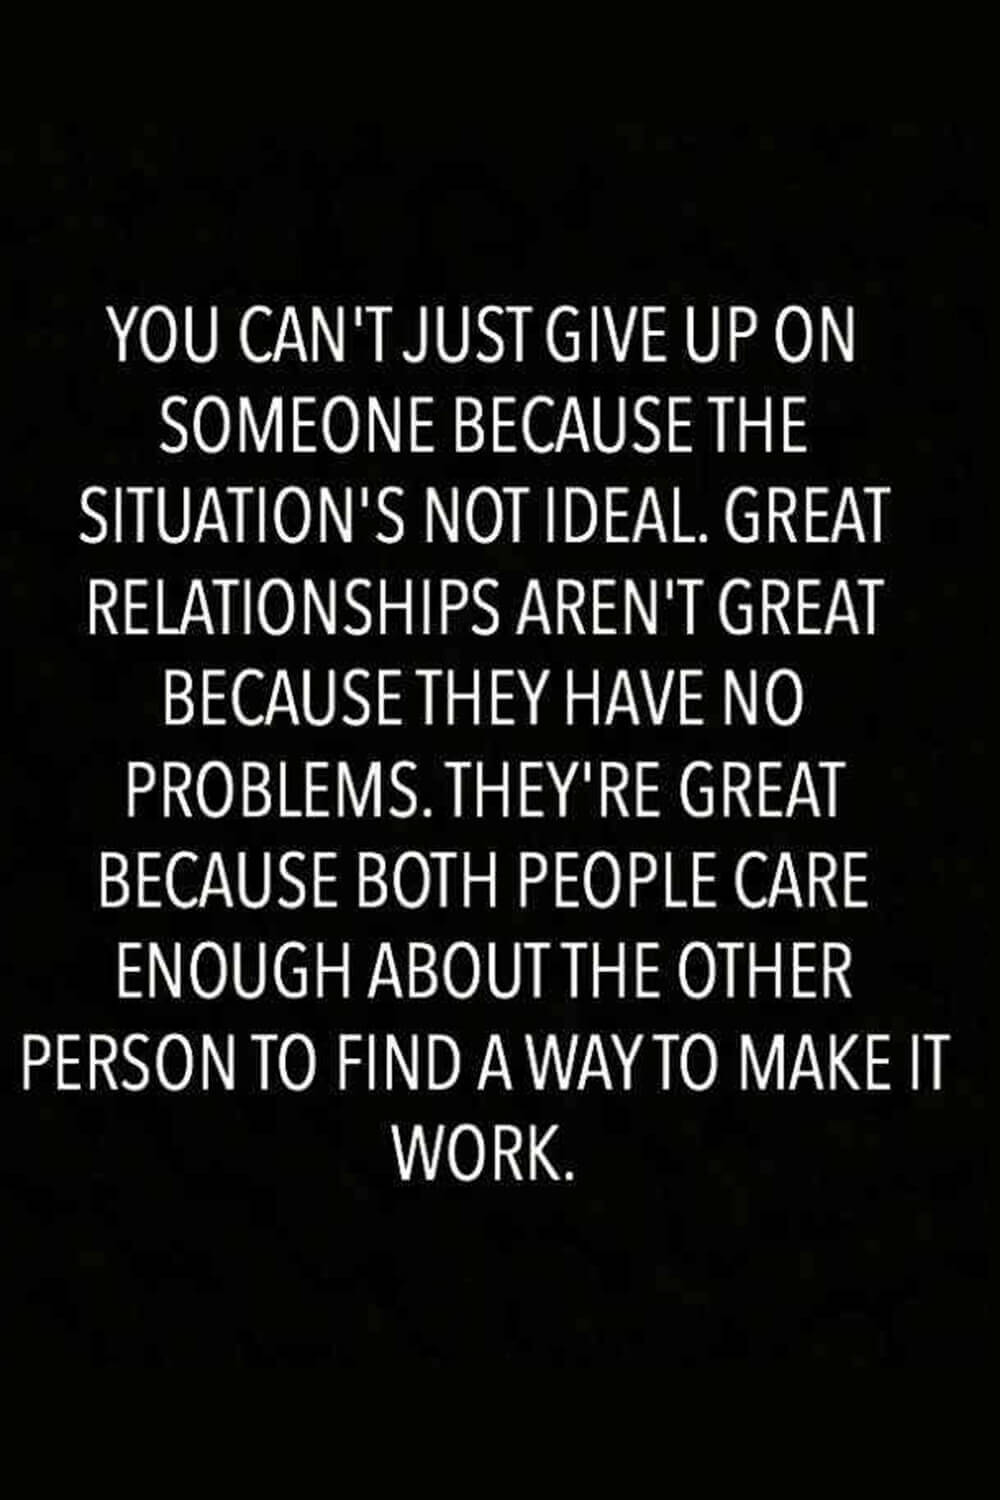 YOU CAN'T JUST GIVE UP ON
SOMEONE BECAUSE THE
SITUATION'S NOT IDEAL. GREAT
RELATIONSHIPS AREN'T GREAT
BECAUSE THEY HAVE NO
PROBLEMS. THEY'RE GREAT
BECAUSE BOTH PEOPLE CARE
ENOUGH ABOUT THE OTHER
PERSON TO FIND A WAY TO MAKE IT
WORK.